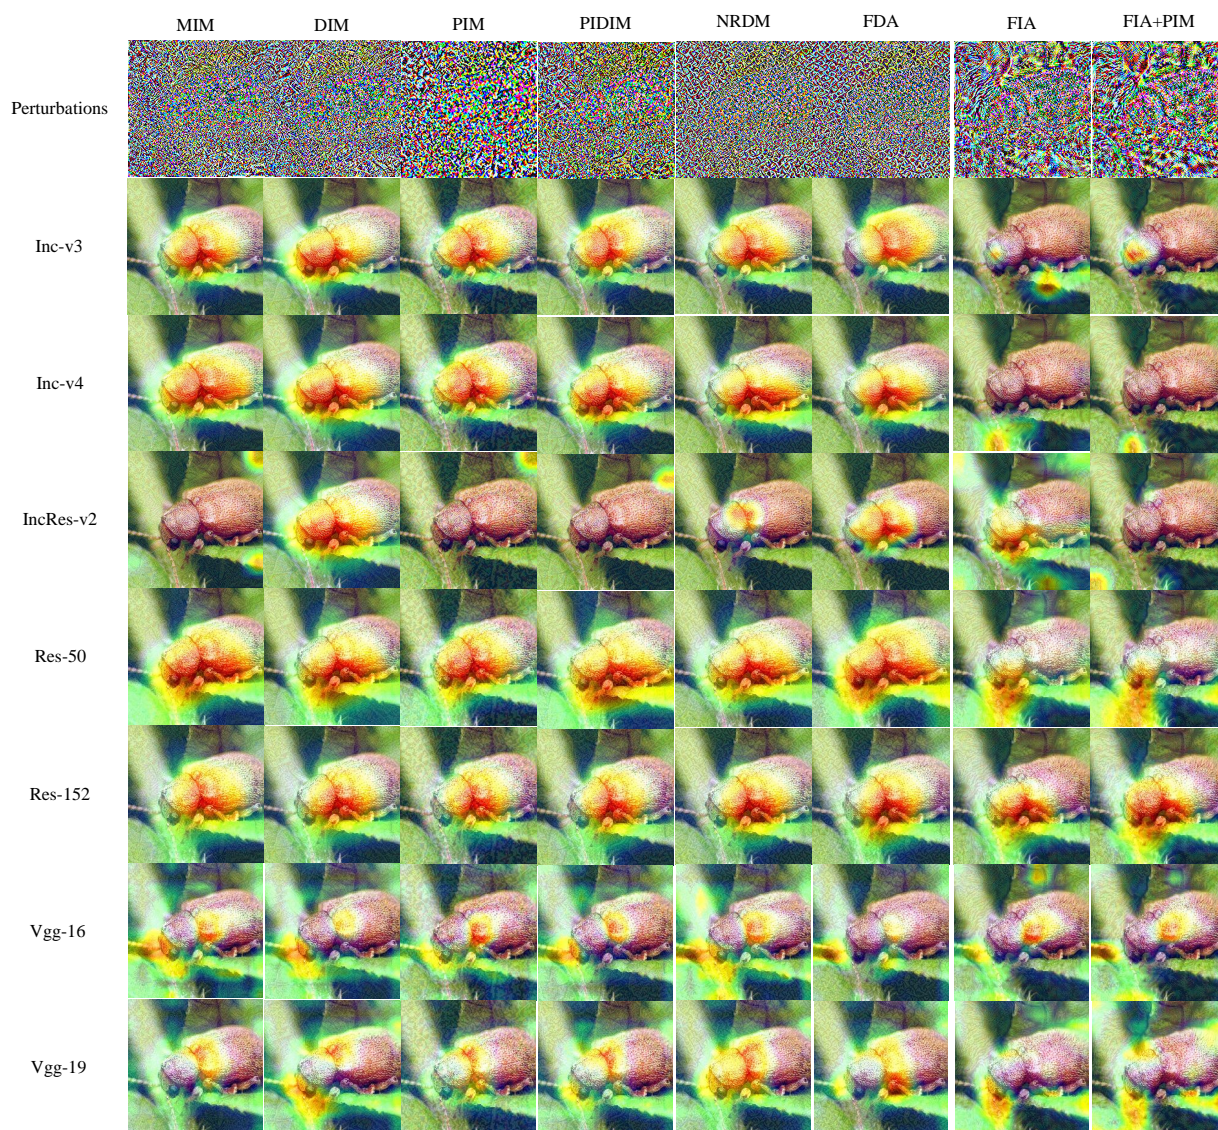 MIM DIM PIM PIDIM NRDM FDA FIA FIA+PIM
Perturbations
Inc-v3
Inc-v4
IncRes-v2
Res-50
Res-152
Vgg-16
Vgg-19